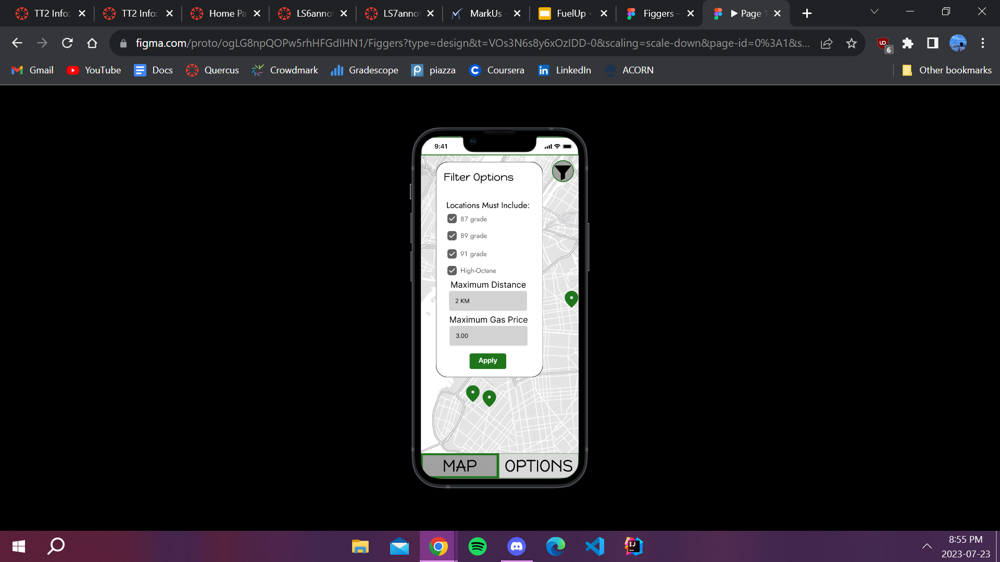 TT2 Info:
TT2 Info:
Home Pa
LS6anno
LS7anno
MarkUs -
FuelUp -
Figgers –
Page 1
figma.com/proto/ogLG8npQOPw5rhHFGdIHN1/Figgers?type=design&t=VOs3N6s8y6xOzIDD-0&scaling=scale-down&page-id=0%3A1&s...
6
Gmail
YouTube
Docs
Quercus
Crowdmark
Gradescope
piazza
Coursera
LinkedIn
ACORN
Other bookmarks
9:41
Filter Options
Locations Must Include:
87 grade
89 grade
91 grade
High-Octane
Maximum Distance
2 KM
Maximum Gas Price
3.00
Apply
MAP
OPTIONS
8:55 PM
2023-07-23